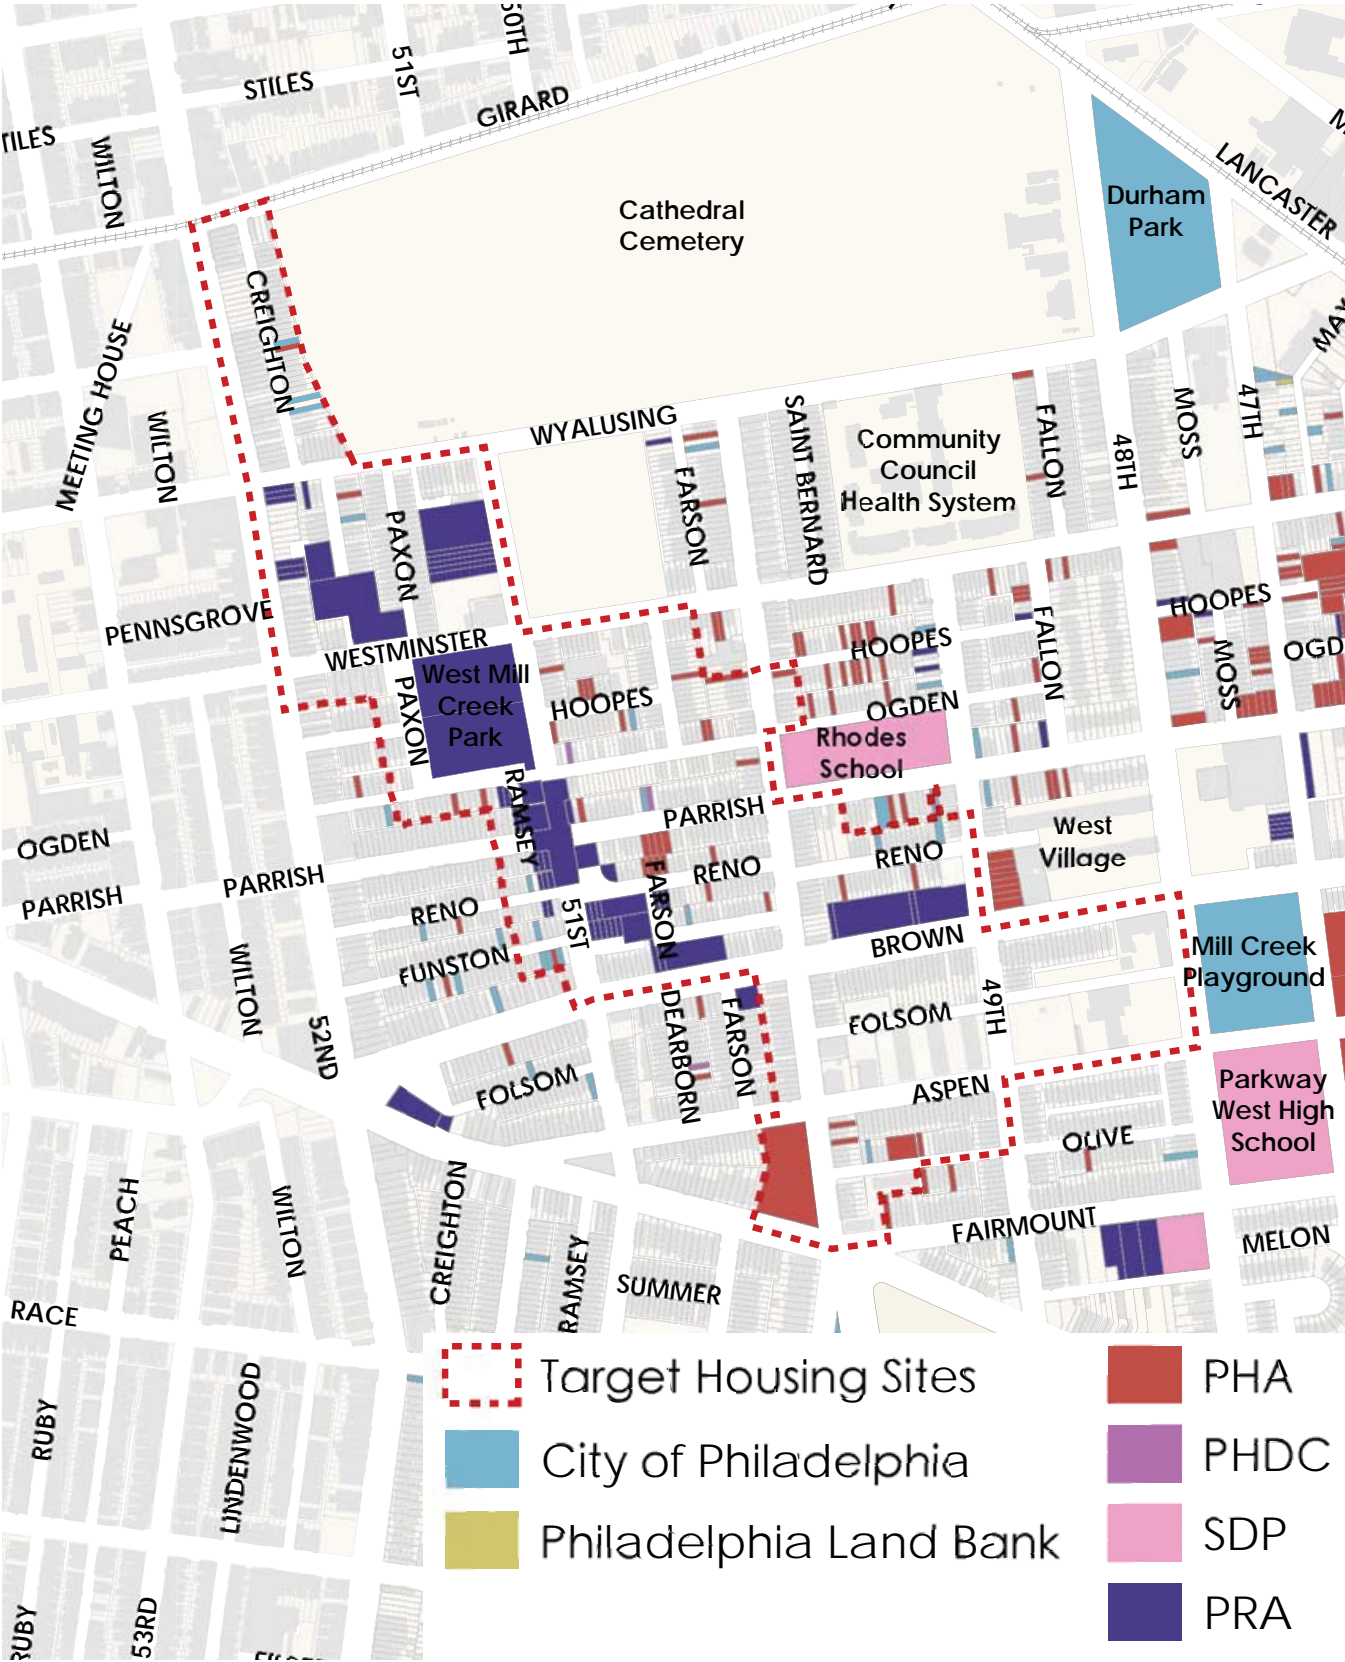 50TH
51ST
STILES
GIRARD
TILES
WILTON
LANCASTER
Durham
Park
Cathedral
Cemetery
CREIGHTON
MEETING HOUSE
WILTON
WYALUSING
SAINT BERNARD
Community
Council
Health System
FALLON
48TH
MOSS
47TH
MAY
FARSON
PAXON
PENNSGROVE
WESTMINSTER
HOOPES
HOOPES
FALLON
MOSS
OGD
West Mill
Creek
Park
PAXON
HOOPES
OGDEN
Rhodes
School
RAMSEY
PARRISH
West
Village
OGDEN
PARRISH
PARRISH
RENO
RENO
RENO
FARSON
51ST
BROWN
FUNSTON
WILTON
52ND
Mill Creek
Playground
49TH
FOLSOM
DEARBORN
FARSON
FOLSOM
ASPEN
OLIVE
Parkway
West High
School
PEACH
WILTON
CREIGHTON
RAMSEY
SUMMER
FAIRMOUNT
MELON
RACE
RUBY
LINDENWOOD
RUBY
53RD
Target Housing Sites
City of Philadelphia
Philadelphia Land Bank
PHA
PHDC
SDP
PRA